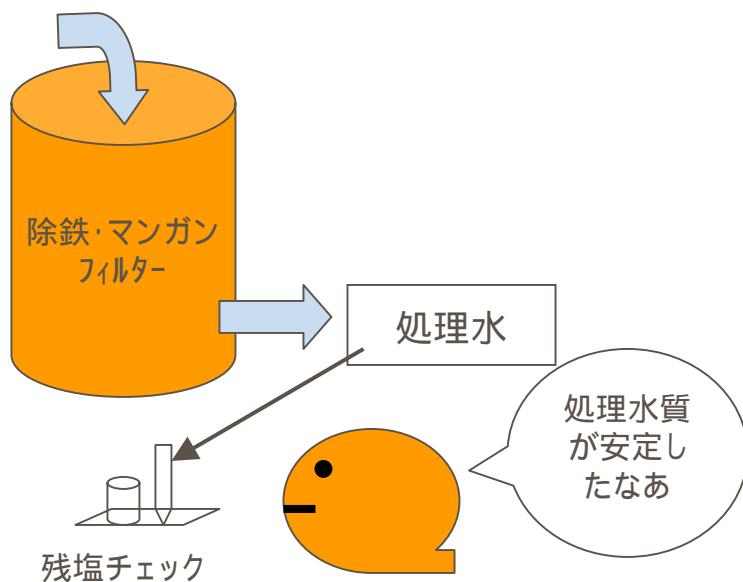 除鉄・マンガン
フィルター
処理水
処理水質
が安定し
たなあ
残塩チェック